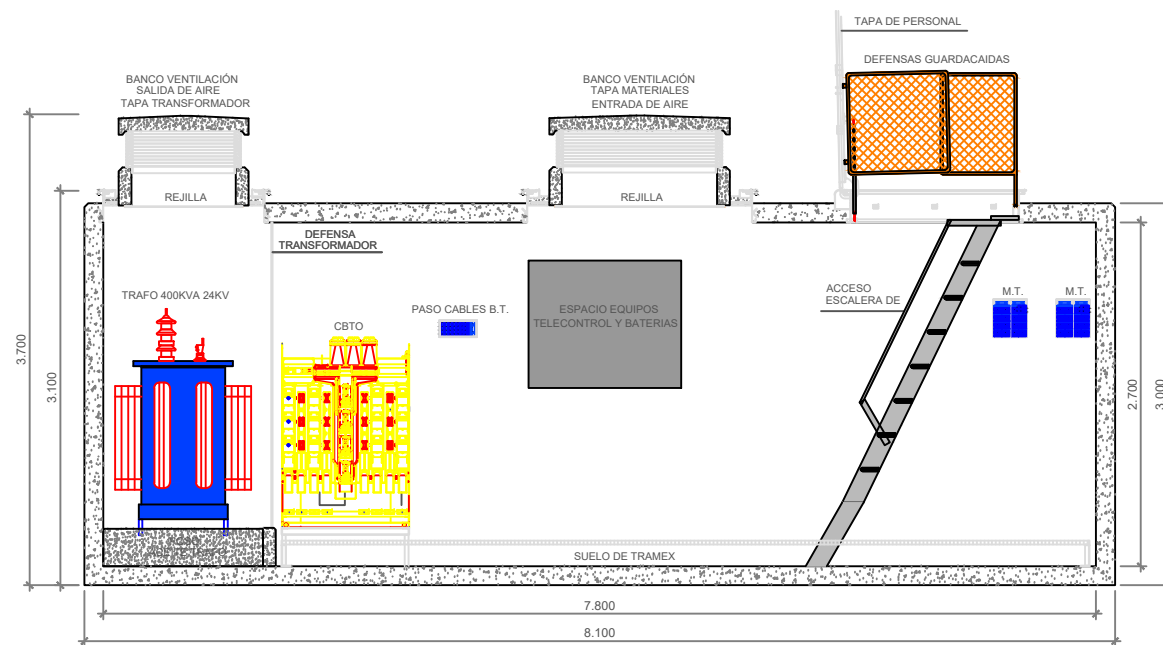 TAPA DE PERSONAL
DEFENSAS GUARDACAIDAS
BANCO VENTILACIÓN
SALIDA DE AIRE
TAPA TRANSFORMADOR
BANCO VENTILACIÓN
TAPA MATERIALES
ENTRADA DE AIRE
REJILLA
REJILLA
DEFENSA
TRANSFORMADOR
TRAFO 400KVA 24KV
CBTO
PASO CABLES B.T.
ESPACIO EQUIPOS
TELECONTROL Y BATERIAS
ACCESO
ESCALERA DE
M.T.
M.T.
3.700
3.100
2.700
3.000
SUELO DE TRAMEX
7.800
8.100